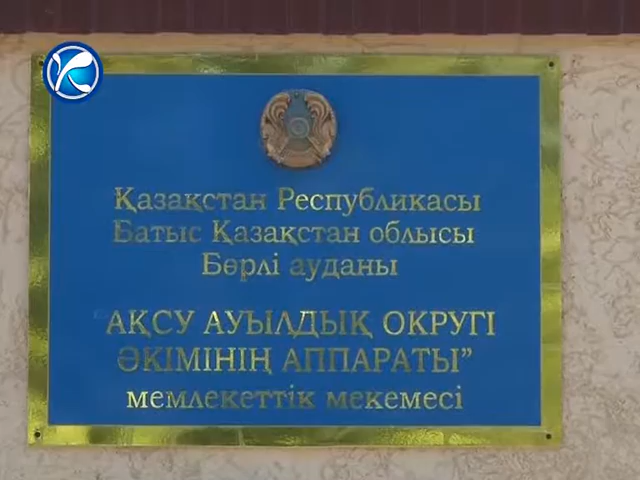 Қазақстан Республикасы
Батыс Қазақстан облысы
Бөрлі ауданы
АҚСУ АУЫЛДЫҚ ОКРУГІ
ӘКІМІНІҢ АППАРАТЫ”
мемлекеттік мекемесі